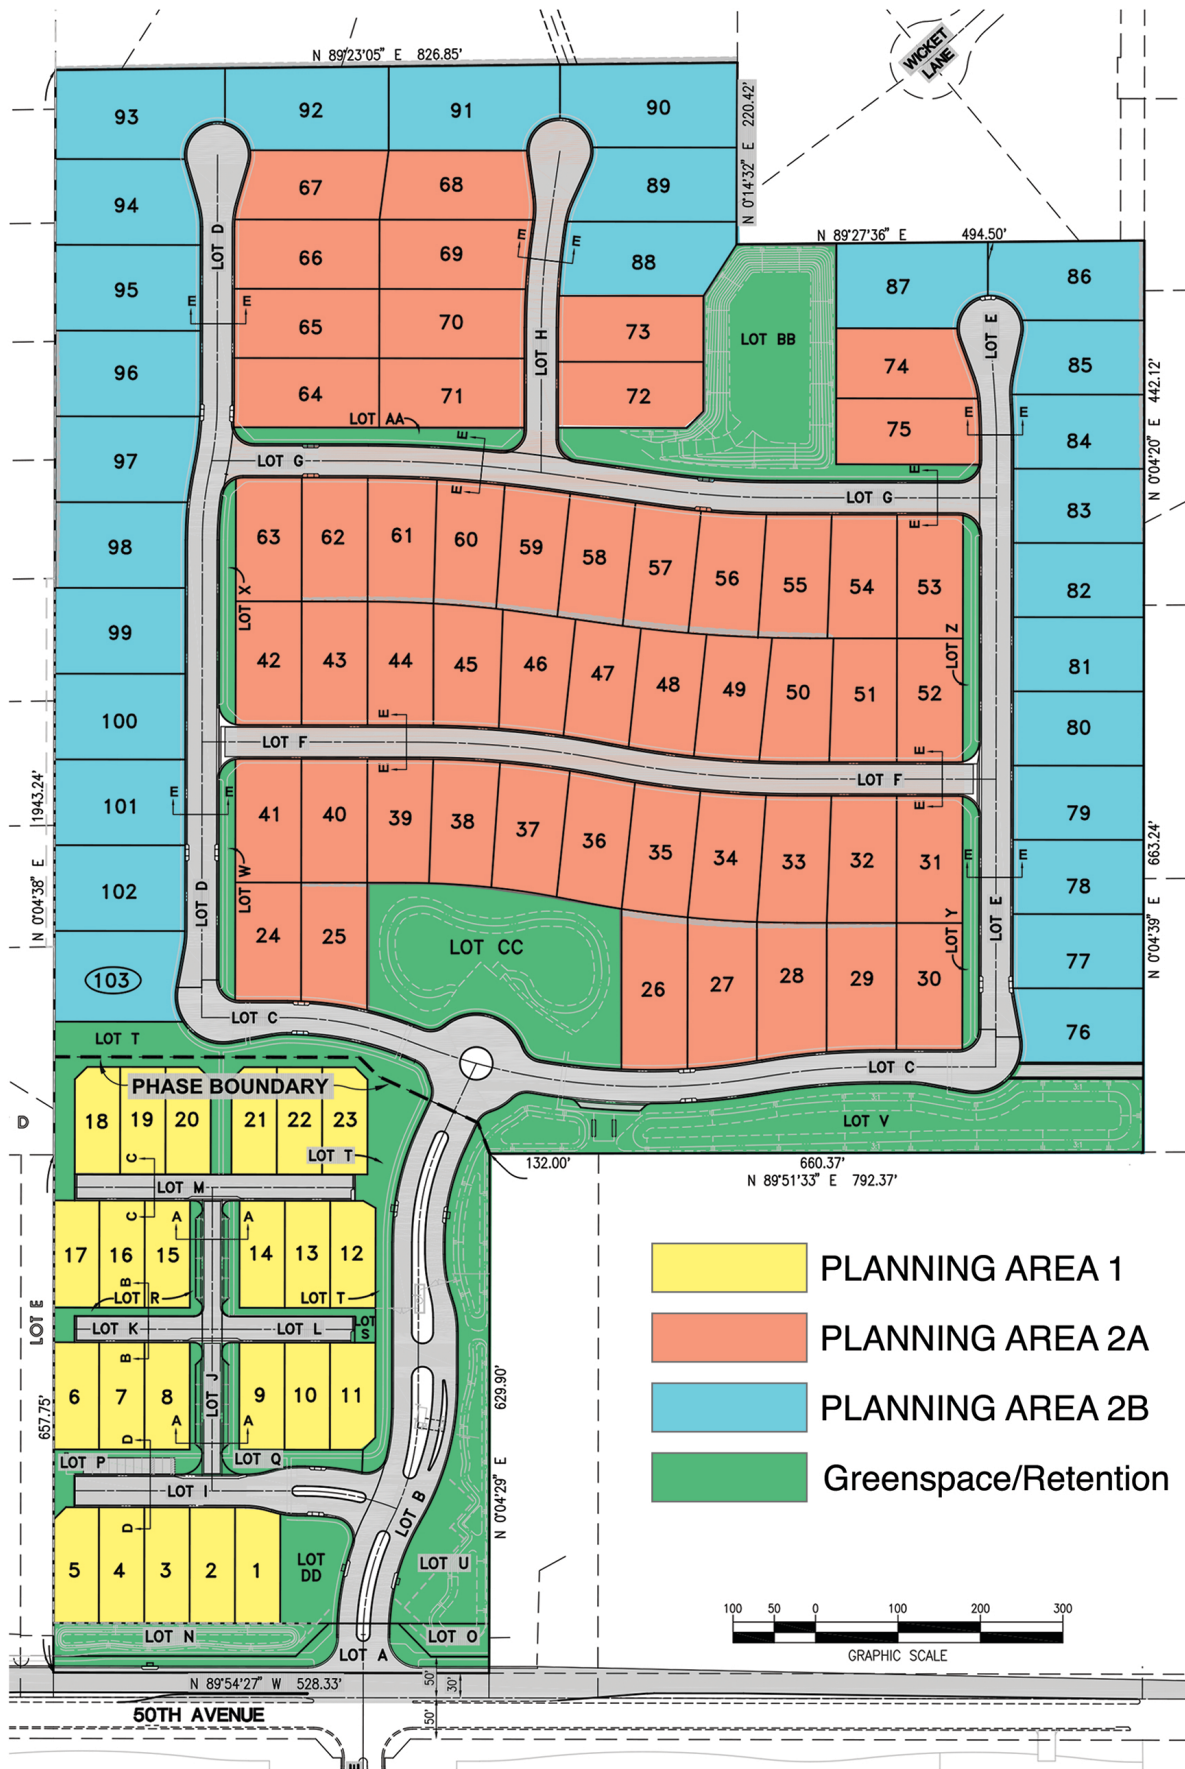 N 89°23'05" E 826.85'
WICKET
LANE
N 0°14'32" E 220.42'
93
92
91
90
67
68
89
94
LOT D
E
E
66
69
88
N 89°27'36" E 494.50'
87
86
95
E
E
65
70
LOT H
73
LOT BB
LOT E
74
85
96
64
71
72
N 0°04'20" E 442.12'
LOT AA
E
E
E
75
84
97
LOT G
E
E
LOT G
E
83
63
62
61
60
59
58
57
56
55
54
53
98
82
LOT X
LOT Z
99
42
43
44
45
46
47
48
49
50
51
52
81
100
E
LOT F
E
E
LOT F
E
80
N 0°04'38" E 1943.24'
101
E
E
41
40
39
38
37
36
35
34
33
32
31
79
E
E
N 0°04'39" E 663.24'
102
LOT W
78
LOT D
24
25
LOT CC
LOT Y
LOT E
77
103
26
27
28
29
30
LOT C
76
LOT T
LOT C
PHASE BOUNDARY
D
18
19
20
21
22
23
LOT V
C
LOT T
132.00'
660.37'
N 89°51'33" E 792.37'
LOT M
C
A
A
17
16
15
14
13
12
B
LOT R
LOT T
PLANNING AREA 1
LOT E
LOT K
LOT L
LOT
S
PLANNING AREA 2A
B
657.75'
6
7
8
LOT J
9
10
11
629.90'
PLANNING AREA 2B
A
A
D
LOT P
LOT Q
Greenspace/Retention
LOT I
LOT B
N 0°04'29" E
D
5
4
3
2
1
LOT
DD
LOT U
100
50
0
100
200
300
LOT N
LOT O
LOT A
GRAPHIC SCALE
N 89°54'27" W 528.33'
50'
30'
50TH AVENUE
50'